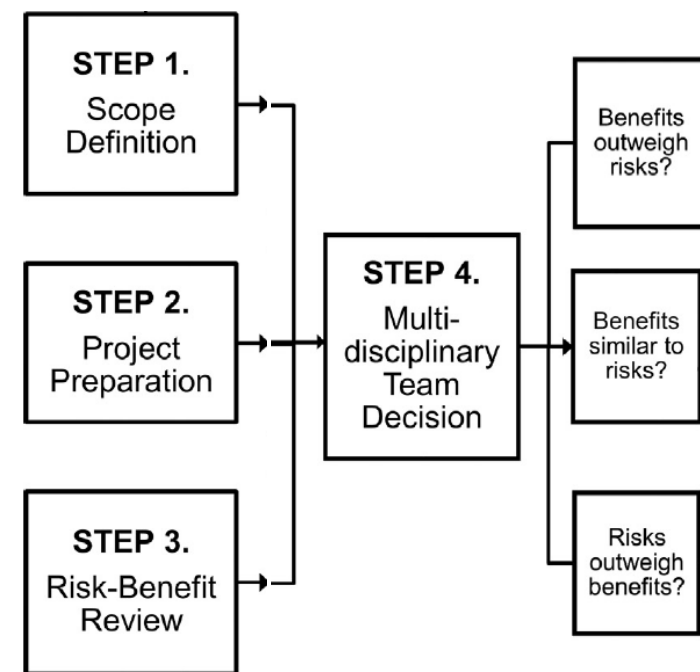 STEP 1.
Scope
Definition
STEP 2.
Project
Preparation
STEP 3.
Risk-Benefit
Review
STEP 4.
Multi-
disciplinary
Team
Decision
Benefits
outweigh
risks?
Benefits
similar to
risks?
Risks
outweigh
benefits?